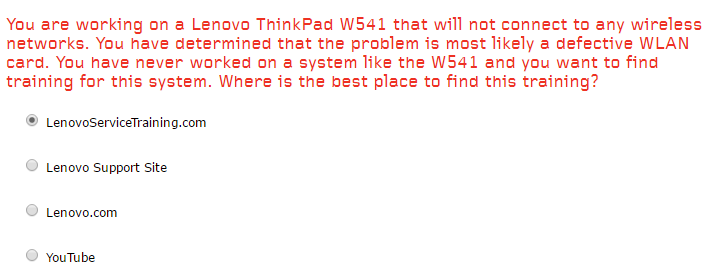 You are working on a Lenovo ThinkPad W541 that will not connect to any wireless
networks. You have determined that the problem is most likely a defective WLAN
card. You have never worked on a system like the W541 and you want to find
training for this system. Where is the best place to find this training?
LenovoServiceTraining.com
Lenovo Support Site
Lenovo.com
YouTube